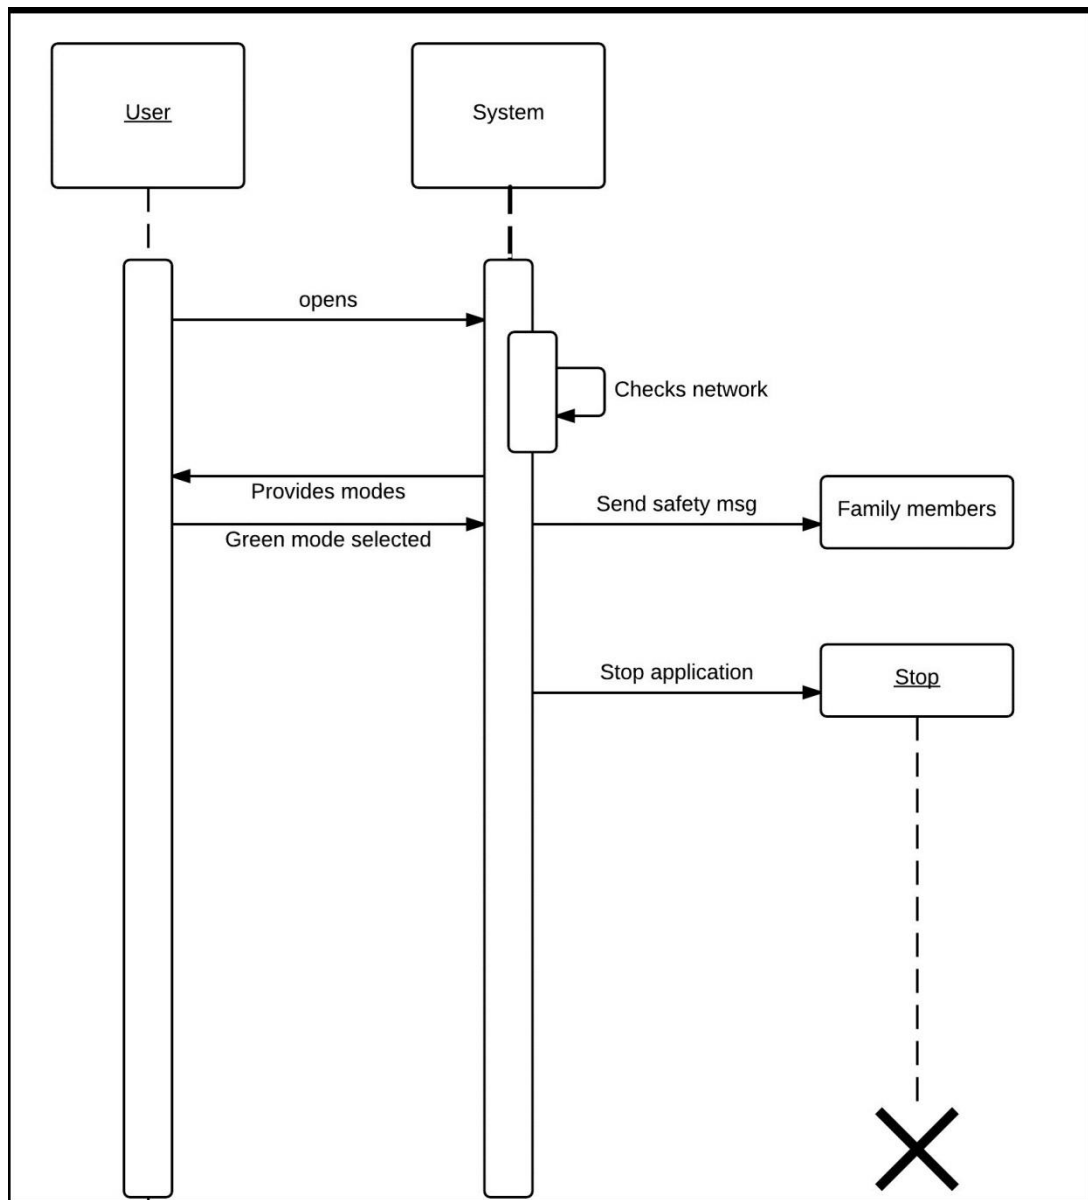 User
System
opens
Checks network
Provides modes
Send safety msg
Family members
Green mode selected
Stop application
Stop